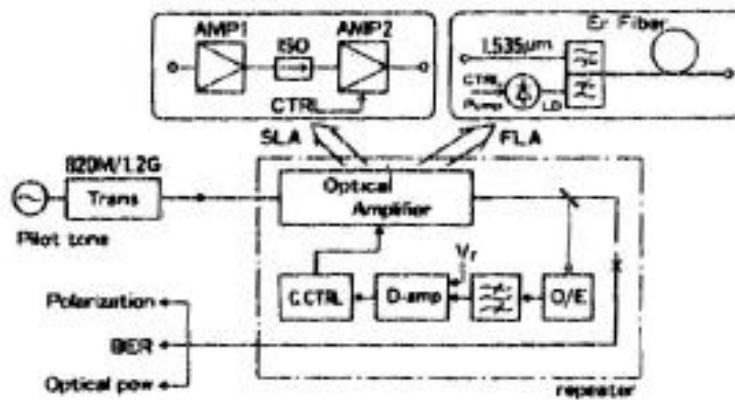 AMP1 ISO AMP2
CTRL
Er Fiber
1.535μm
CTRL
Pump LD
SLA FLA
820M/1.2G
Trans
Pilot tone
Optical
Amplifier
Vr
G.CTRL D-amp O/E
Polarization
BER
Optical pow
repeater